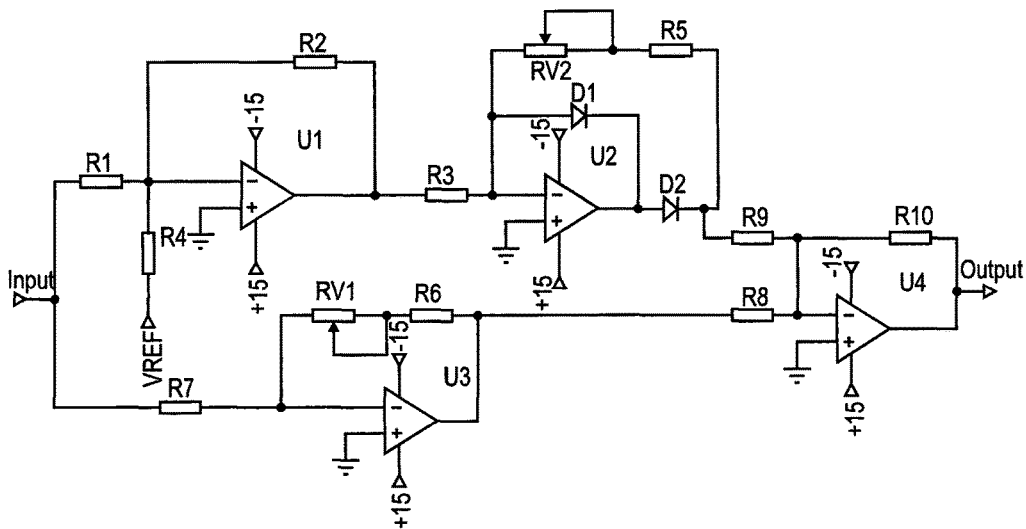 R2
R5
RV2
D1
-15
U1
-15
U2
R1
R3
D2
- +
- +
R9
R10
R4
-15
U4
Input
+15
+15
Output
RV1
R6
R8
- +
-15
VREF
U3
R7
+15
- +
+15